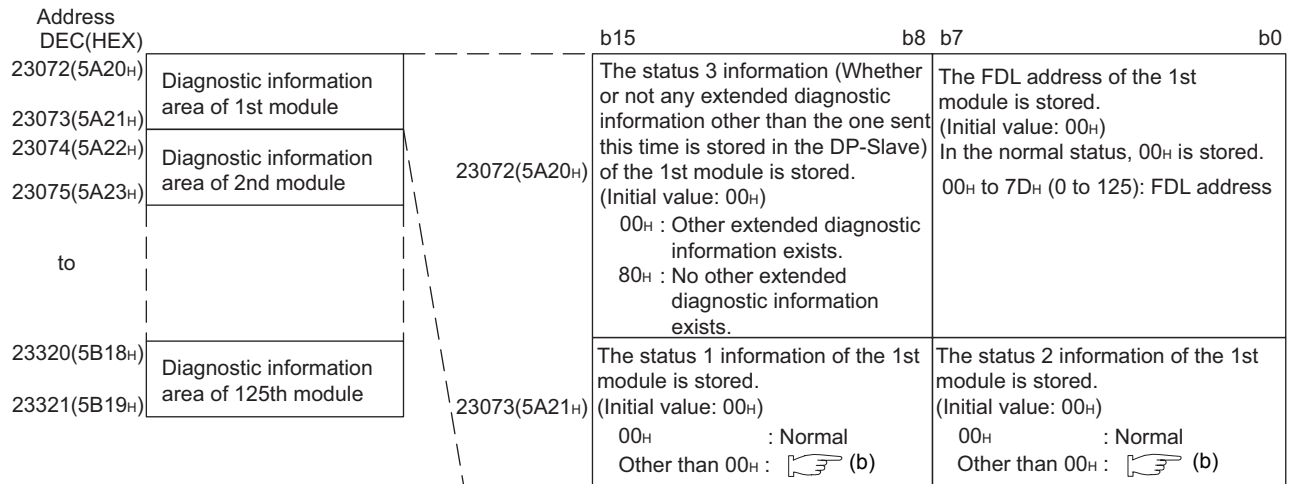 Address
DEC(HEX)
23072(5A20H)
Diagnostic information
area of 1st module
23073(5A21H)
23074(5A22H)
Diagnostic information
area of 2nd module
23075(5A23H)
to
23320(5B18H)
Diagnostic information
area of 125th module
23321(5B19H)
b15 b8 b7 b0
23072(5A20H)
The status 3 information (Whether
or not any extended diagnostic
information other than the one sent
this time is stored in the DP-Slave)
of the 1st module is stored.
(Initial value: 00H)
00H : Other extended diagnostic
information exists.
80H : No other extended
diagnostic information
exists.
The FDL address of the 1st
module is stored.
(Initial value: 00H)
In the normal status, 00H is stored.
00H to 7DH (0 to 125): FDL address
23073(5A21H)
The status 1 information of the 1st
module is stored.
(Initial value: 00H)
00H : Normal
Other than 00H : (b)
The status 2 information of the 1st
module is stored.
(Initial value: 00H)
00H : Normal
Other than 00H : (b)